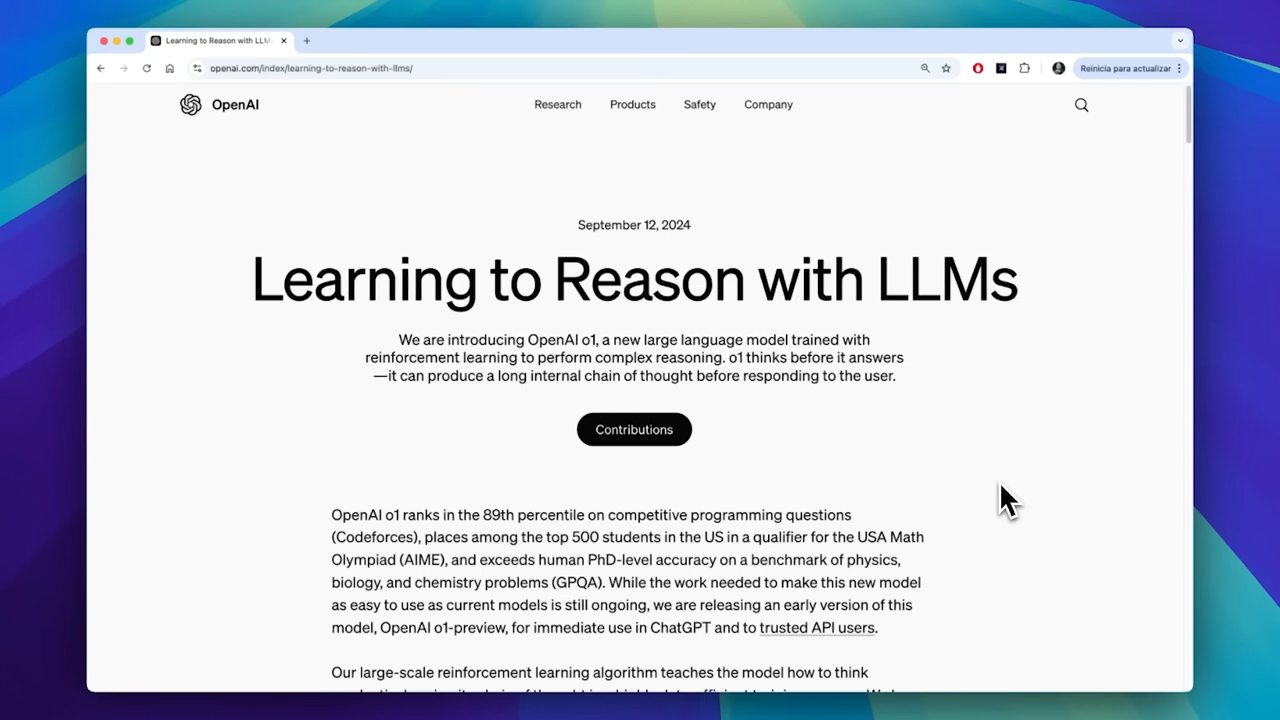 Learning to Reason with LLM
openai.com/index/learning-to-reason-with-llms/
Reinicia para actualizar
OpenAI
Research Products Safety Company
September 12, 2024
Learning to Reason with LLMs
We are introducing OpenAI o1, a new large language model trained with
reinforcement learning to perform complex reasoning. o1 thinks before it answers
—it can produce a long internal chain of thought before responding to the user.
Contributions
OpenAI o1 ranks in the 89th percentile on competitive programming questions
(Codeforces), places among the top 500 students in the US in a qualifier for the USA Math
Olympiad (AIME), and exceeds human PhD-level accuracy on a benchmark of physics,
biology, and chemistry problems (GPQA). While the work needed to make this new model
as easy to use as current models is still ongoing, we are releasing an early version of this
model, OpenAI o1-preview, for immediate use in ChatGPT and to trusted API users.
Our large-scale reinforcement learning algorithm teaches the model how to think